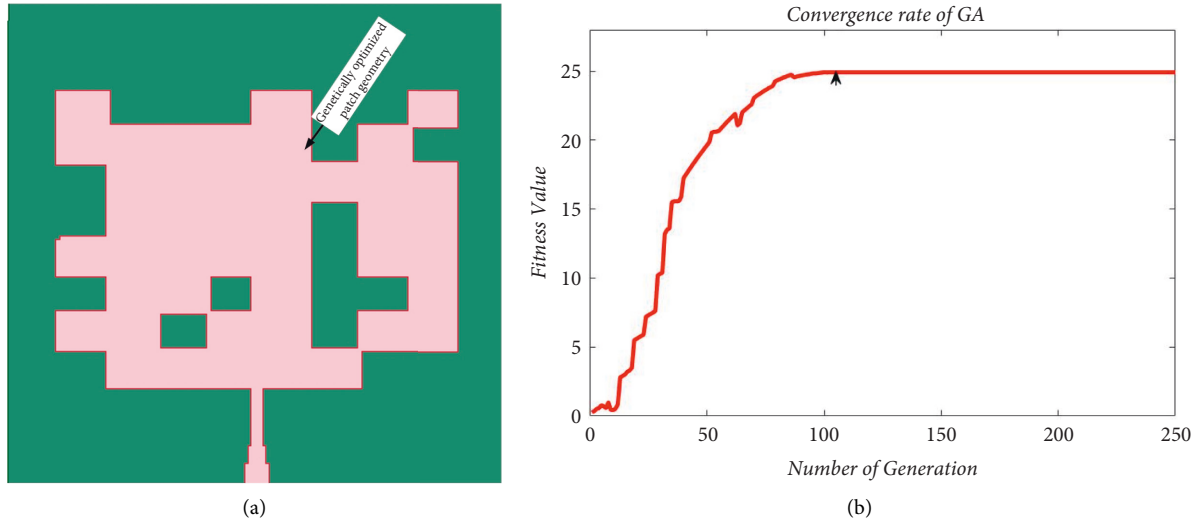 Genetically optimized
patch geometry
(a)
Convergence rate of GA
Fitness Value
25
20
15
10
5
0
0 50 100 150 200 250
Number of Generation
(b)